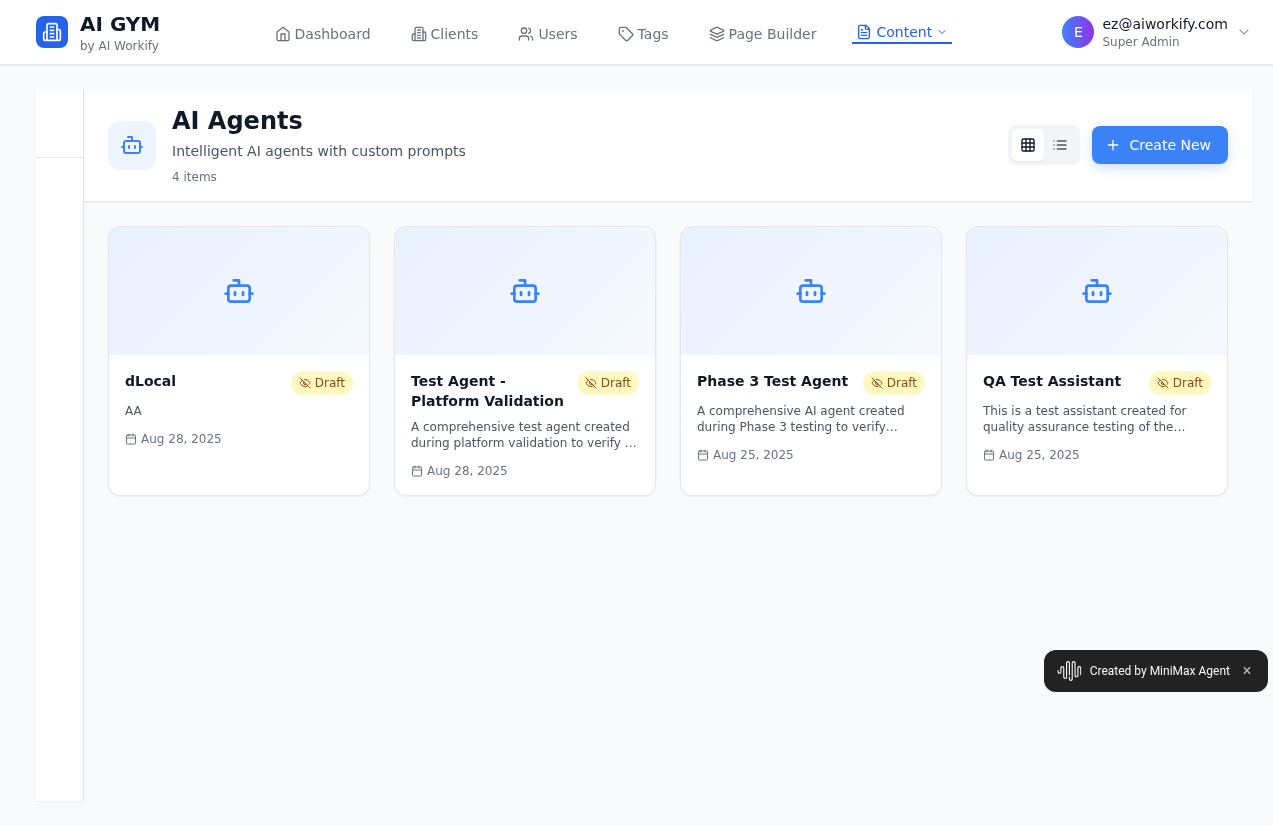 AI GYM
by AI Workify
Dashboard
Clients
Users
Tags
Page Builder
Content
E
ez@aiworkify.com
Super Admin
AI Agents
Intelligent AI agents with custom prompts
4 items
Create New
dLocal
Draft
AA
Aug 28, 2025
Test Agent -
Platform Validation
Draft
A comprehensive test agent created
during platform validation to verify ...
Aug 28, 2025
Phase 3 Test Agent
Draft
A comprehensive AI agent created
during Phase 3 testing to verify...
Aug 25, 2025
QA Test Assistant
Draft
This is a test assistant created for
quality assurance testing of the...
Aug 25, 2025
Created by MiniMax Agent